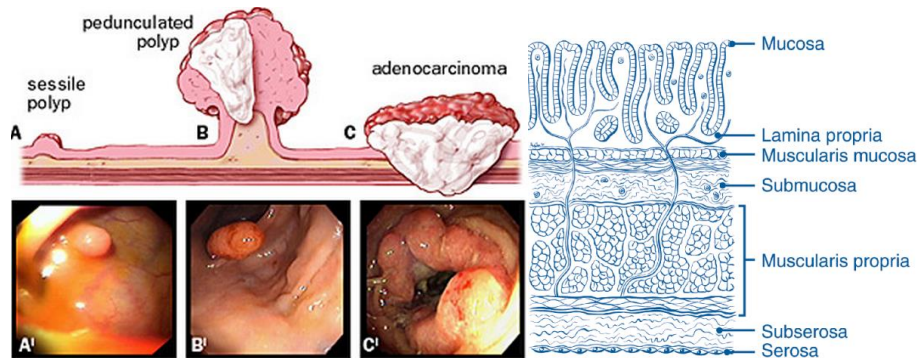 pedunculated
polyp
sessile
polyp
adenocarcinoma
A
B
C
A'
B'
C'
Mucosa
Lamina propria
Muscularis mucosa
Submucosa
Muscularis propria
Subserosa
Serosa